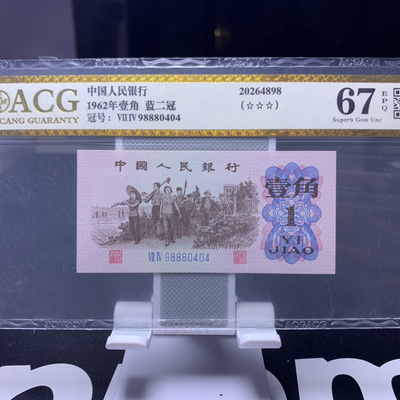 ACG
CANG GUARANTY
中国人民银行
1962年壹角 蓝二冠
冠号: VII IV 98880404
20264898
(☆☆☆)
67 EPQ
Superb Gem Unc
中國人民銀行
壹角
1
YI
JIAO
VII IV 98880404